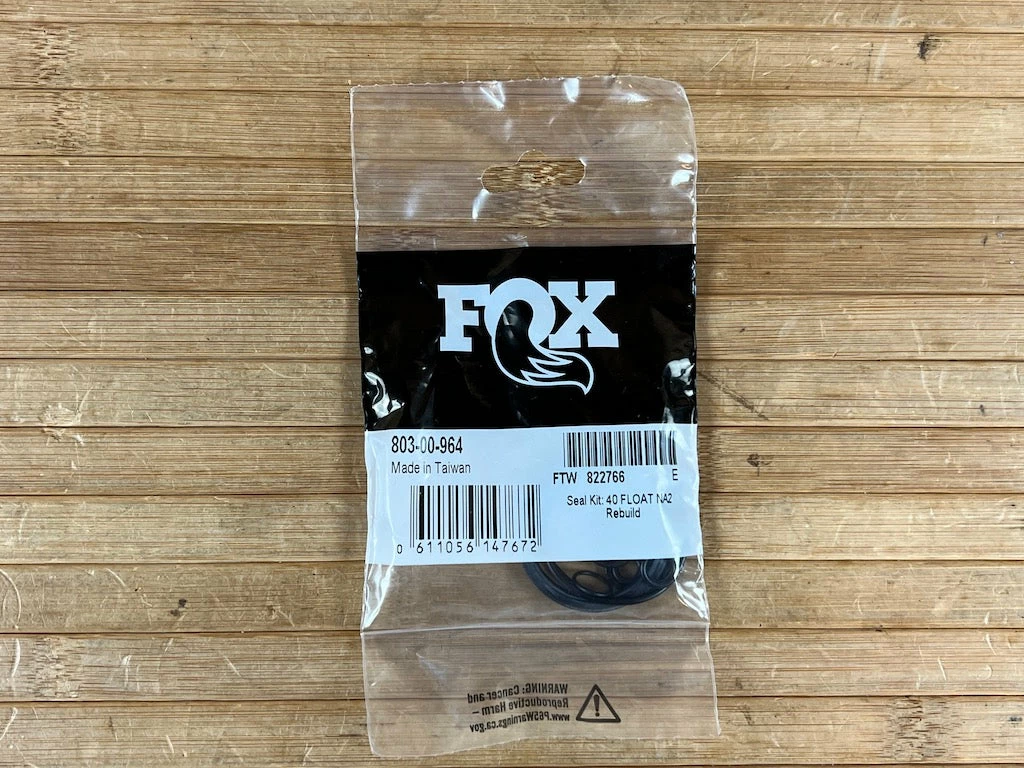 FOX
803-00-964
Made in Taiwan
0 611056 147672
FTW 822766 E
Seal Kit: 40 FLOAT NA2
Rebuild
WARNING: Cancer and
Reproductive Harm –
www.P65Warnings.ca.gov